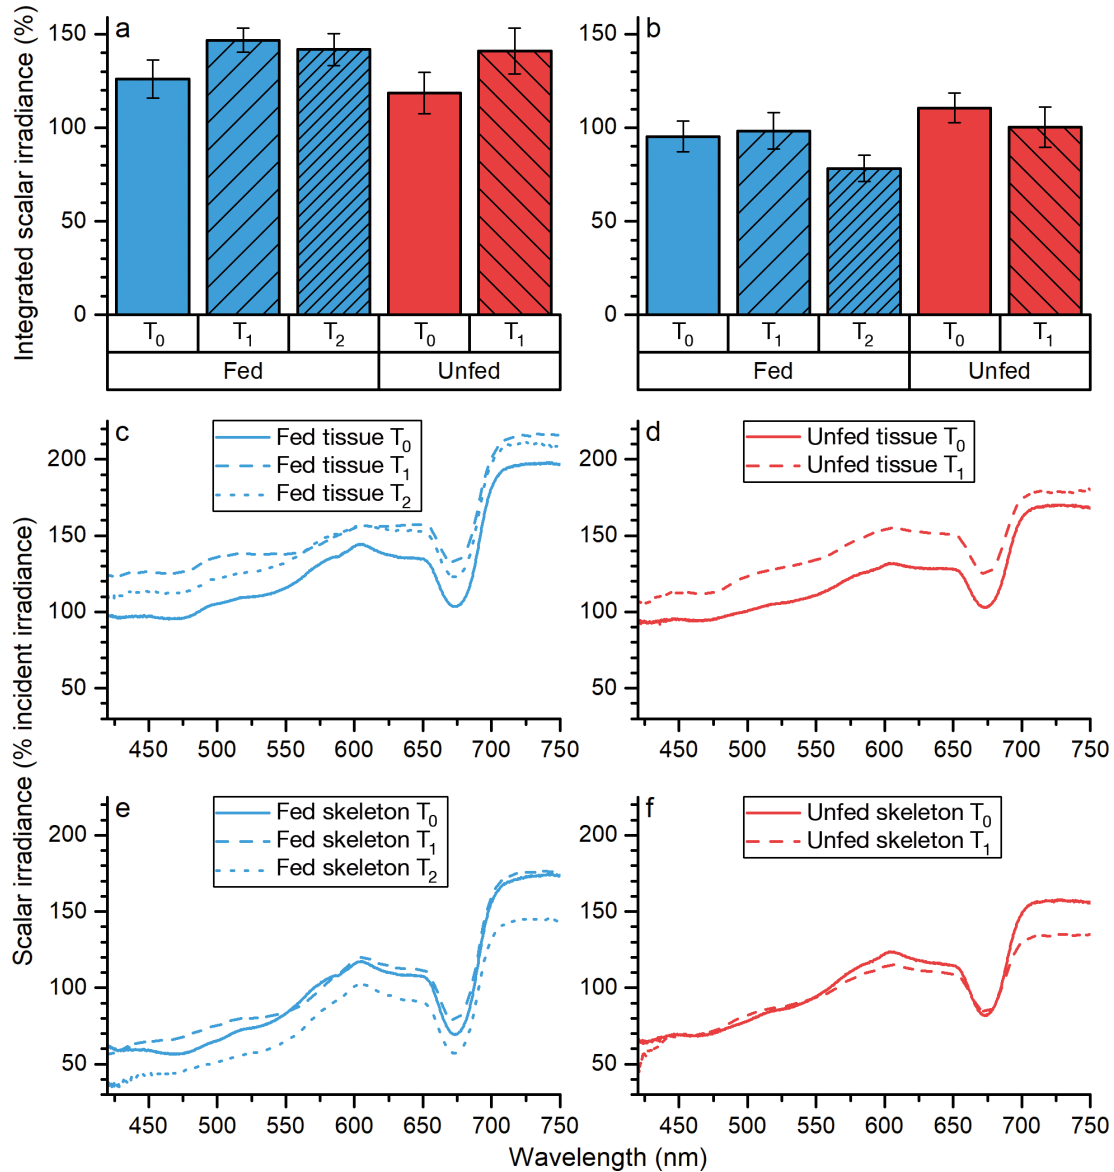 Integrated scalar irradiance (%)
a
150
100
50
0
T0 T1 T2 T0 T1
Fed Unfed
b
150
100
50
0
T0 T1 T2 T0 T1
Fed Unfed
Scalar irradiance (% incident irradiance)
c
Fed tissue T0
Fed tissue T1
Fed tissue T2
200
150
100
50
450 500 550 600 650 700 750
d
Unfed tissue T0
Unfed tissue T1
200
150
100
50
450 500 550 600 650 700 750
e
Fed skeleton T0
Fed skeleton T1
Fed skeleton T2
200
150
100
50
450 500 550 600 650 700 750
f
Unfed skeleton T0
Unfed skeleton T1
200
150
100
50
450 500 550 600 650 700 750
Wavelength (nm)